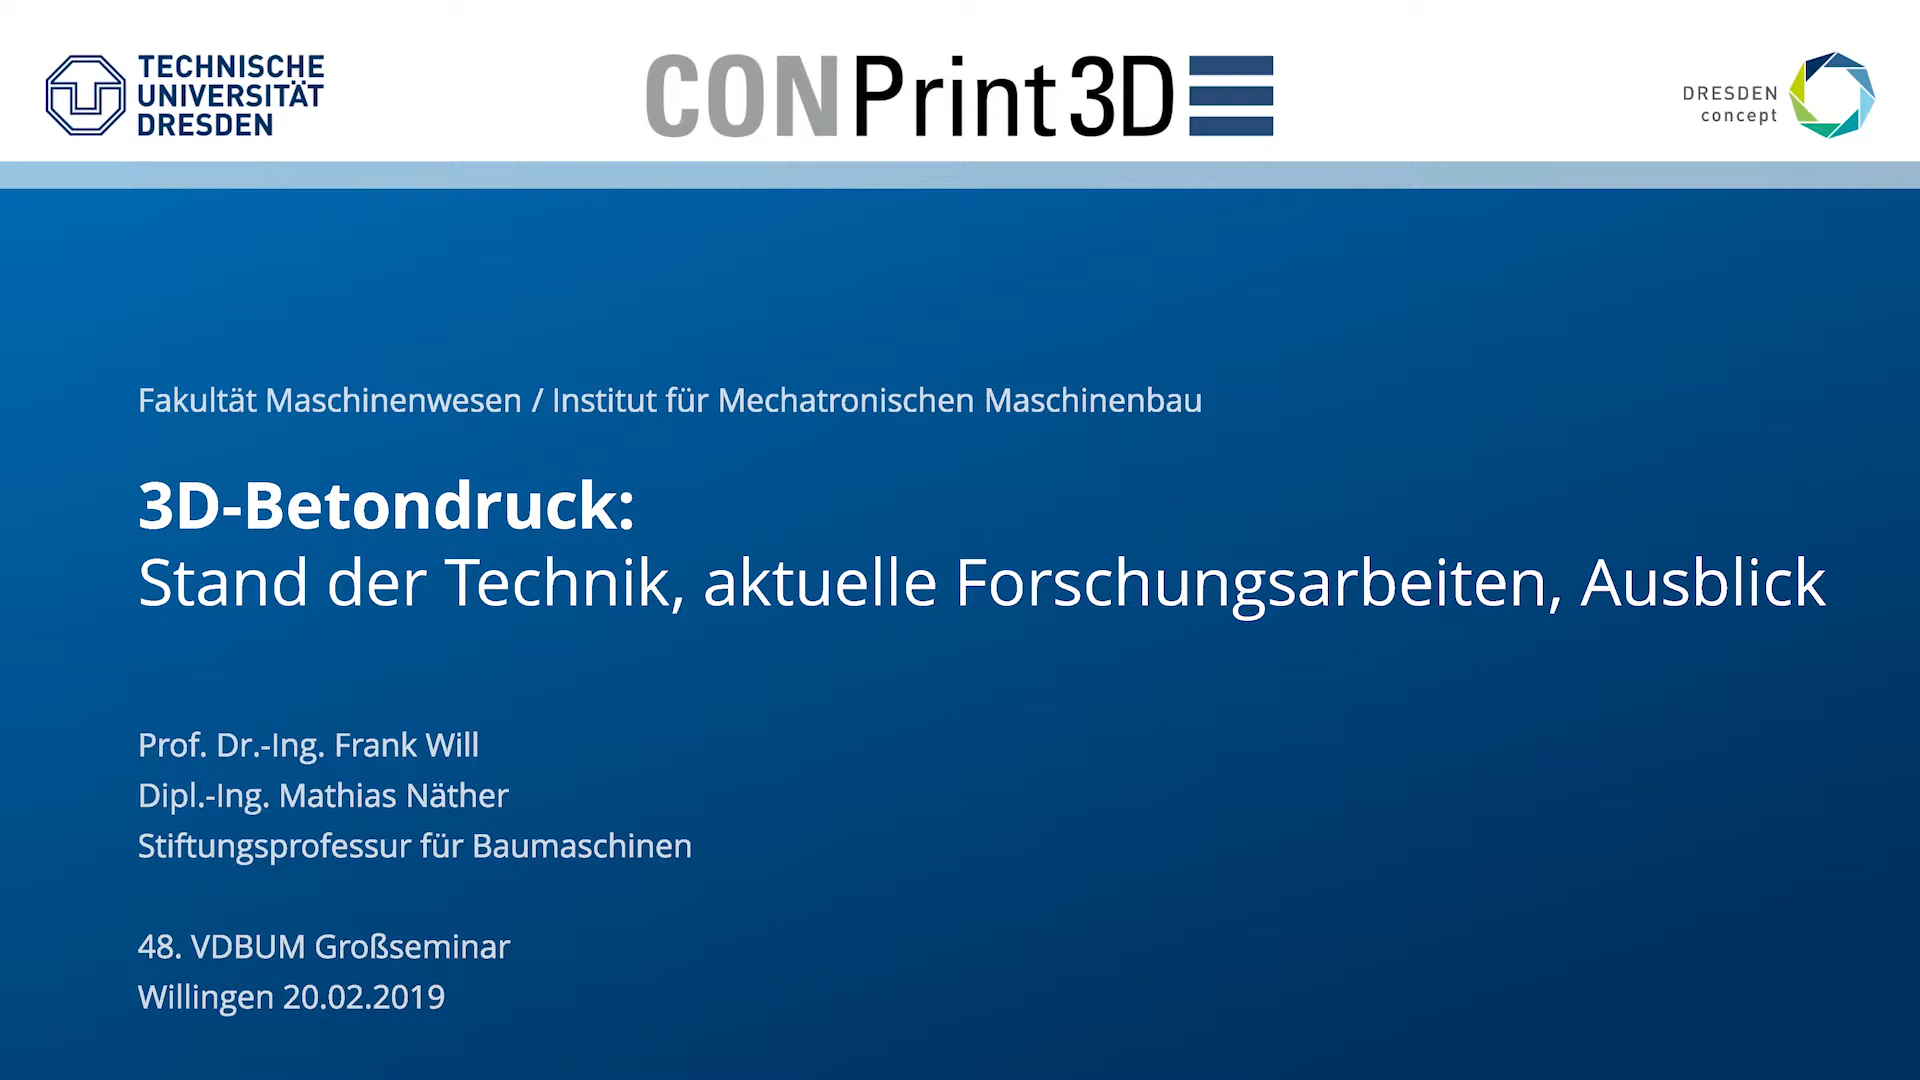 TECHNISCHE
UNIVERSITÄT
DRESDEN
CONPrint3D
DRESDEN
concept
Fakultät Maschinenwesen / Institut für Mechatronischen Maschinenbau
3D-Betondruck:
Stand der Technik, aktuelle Forschungsarbeiten, Ausblick
Prof. Dr.-Ing. Frank Will
Dipl.-Ing. Mathias Näther
Stiftungsprofessur für Baumaschinen
48. VDBUM Großseminar
Willingen 20.02.2019